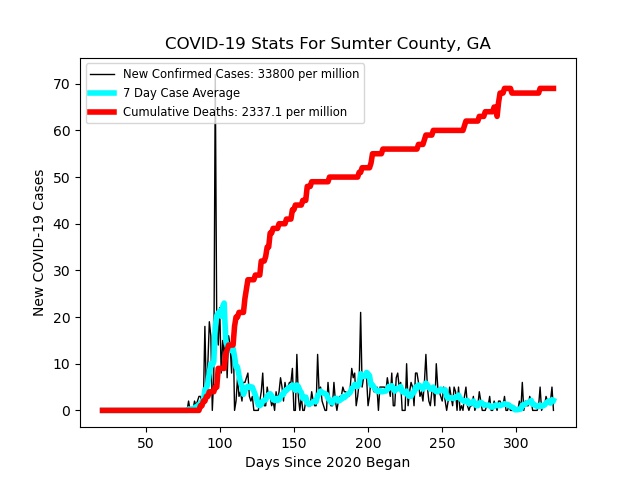 COVID-19 Stats For Sumter County, GA
New Confirmed Cases: 33800 per million
7 Day Case Average
Cumulative Deaths: 2337.1 per million
New COVID-19 Cases
70
60
50
40
30
20
10
0
50 100 150 200 250 300
Days Since 2020 Began